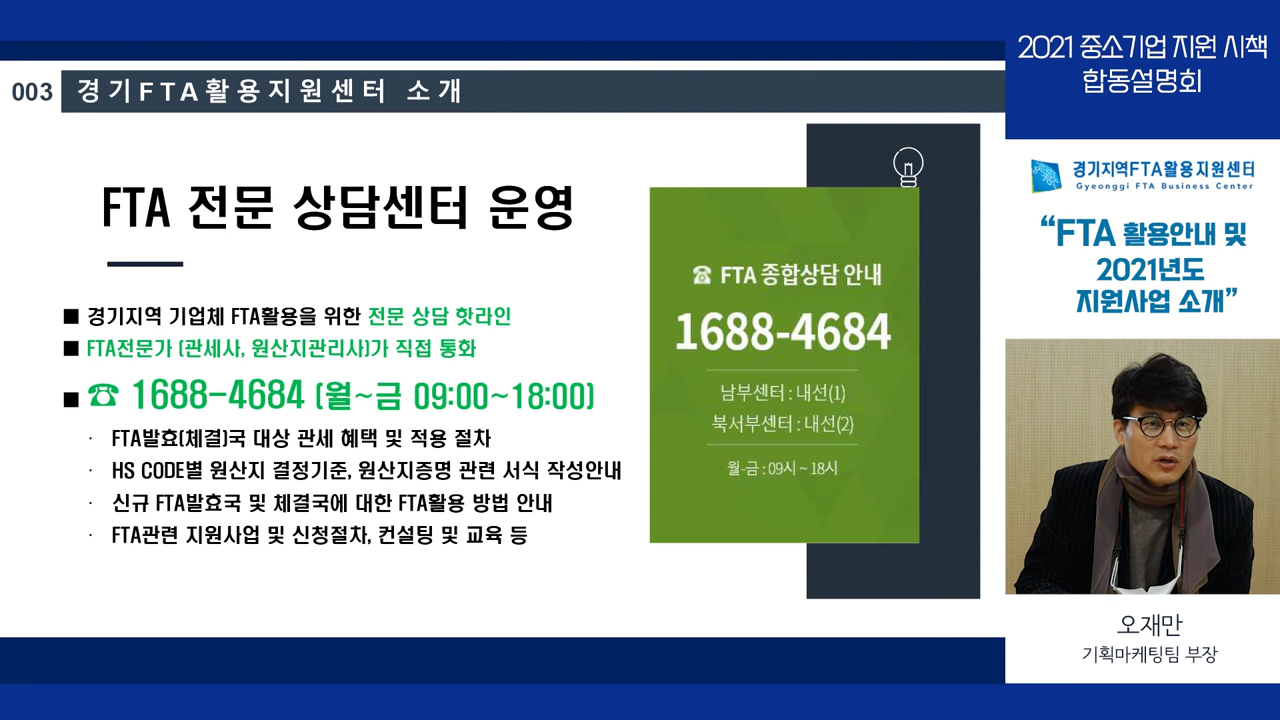 003 경기FTA활용지원센터 소개
FTA 전문 상담센터 운영
■ 경기지역 기업체 FTA활용을 위한 전문 상담 핫라인
■ FTA전문가 (관세사, 원산지관리사)가 직접 통화
■ ☎ 1688-4684 (월~금 09:00~18:00)
· FTA발효(체결)국 대상 관세 혜택 및 적용 절차
· HS CODE별 원산지 결정기준, 원산지증명 관련 서식 작성안내
· 신규 FTA발효국 및 체결국에 대한 FTA활용 방법 안내
· FTA관련 지원사업 및 신청절차, 컨설팅 및 교육 등
☎ FTA 종합상담 안내
1688-4684
남부센터 : 내선(1)
북서부센터 : 내선(2)
월-금 : 09시 ~ 18시
2021 중소기업 지원 시책
합동설명회
경기지역FTA활용지원센터
Gyeonggi FTA Business Center
“FTA 활용안내 및
2021년도
지원사업 소개”
오재만
기획마케팅팀 부장